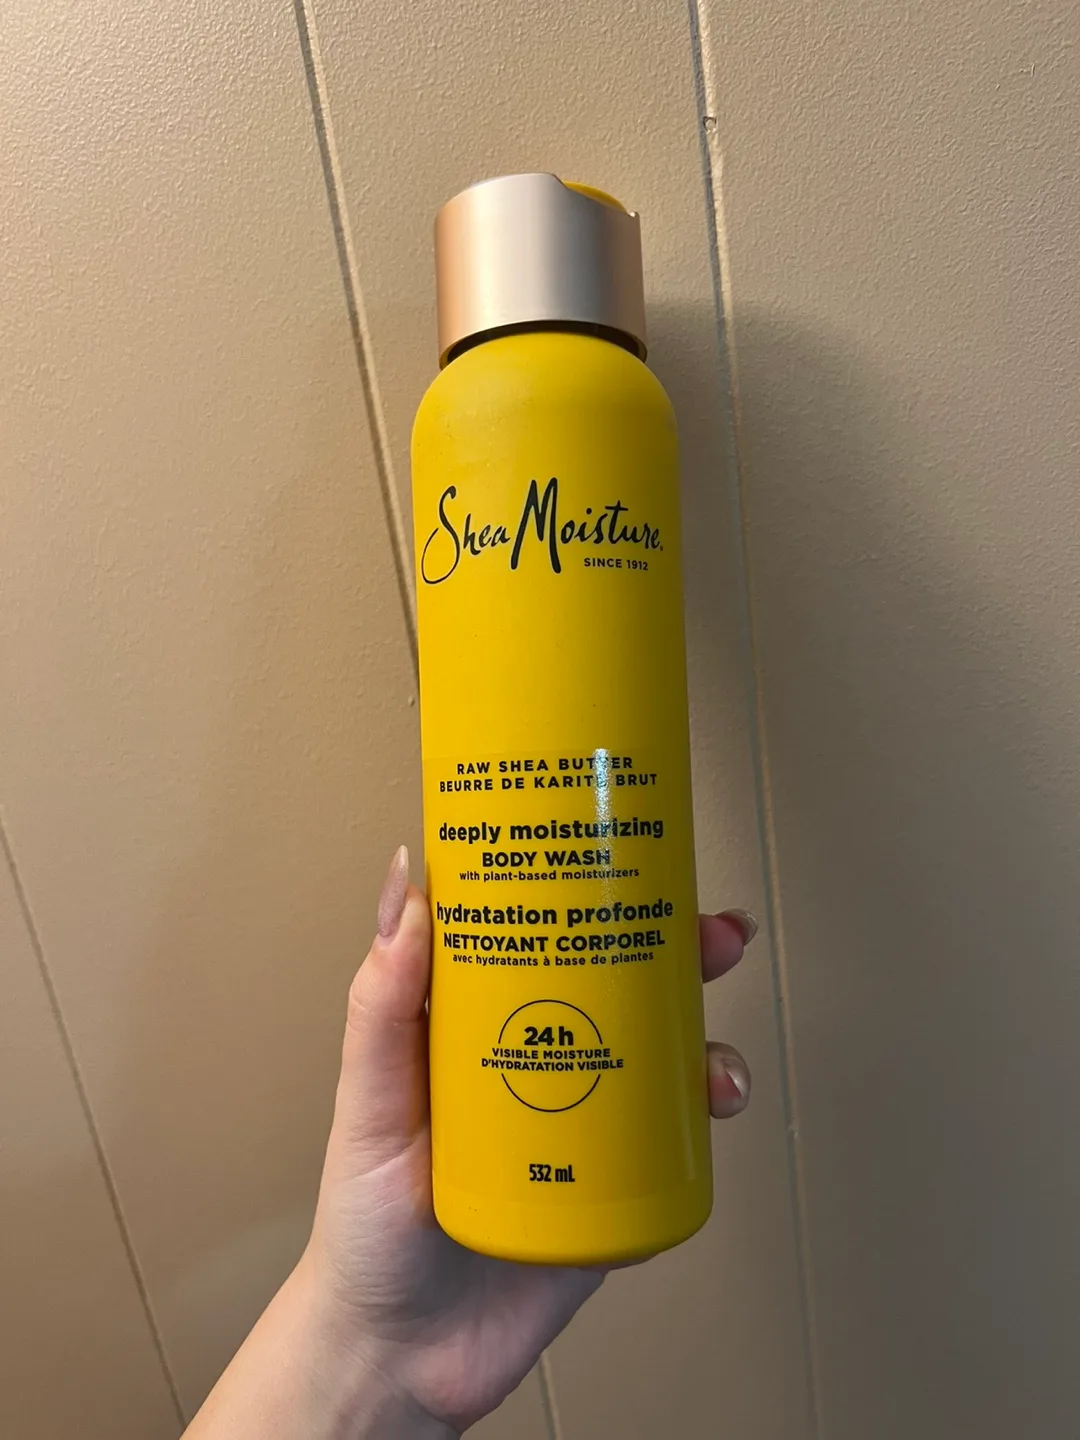 Shea Moisture
SINCE 1912
RAW SHEA BUTTER
BEURRE DE KARITÉ BRUT
deeply moisturizing
BODY WASH
with plant-based moisturizers
hydratation profonde
NETTOYANT CORPOREL
avec hydratants à base de plantes
24h
VISIBLE MOISTURE
D'HYDRATATION VISIBLE
532 mL